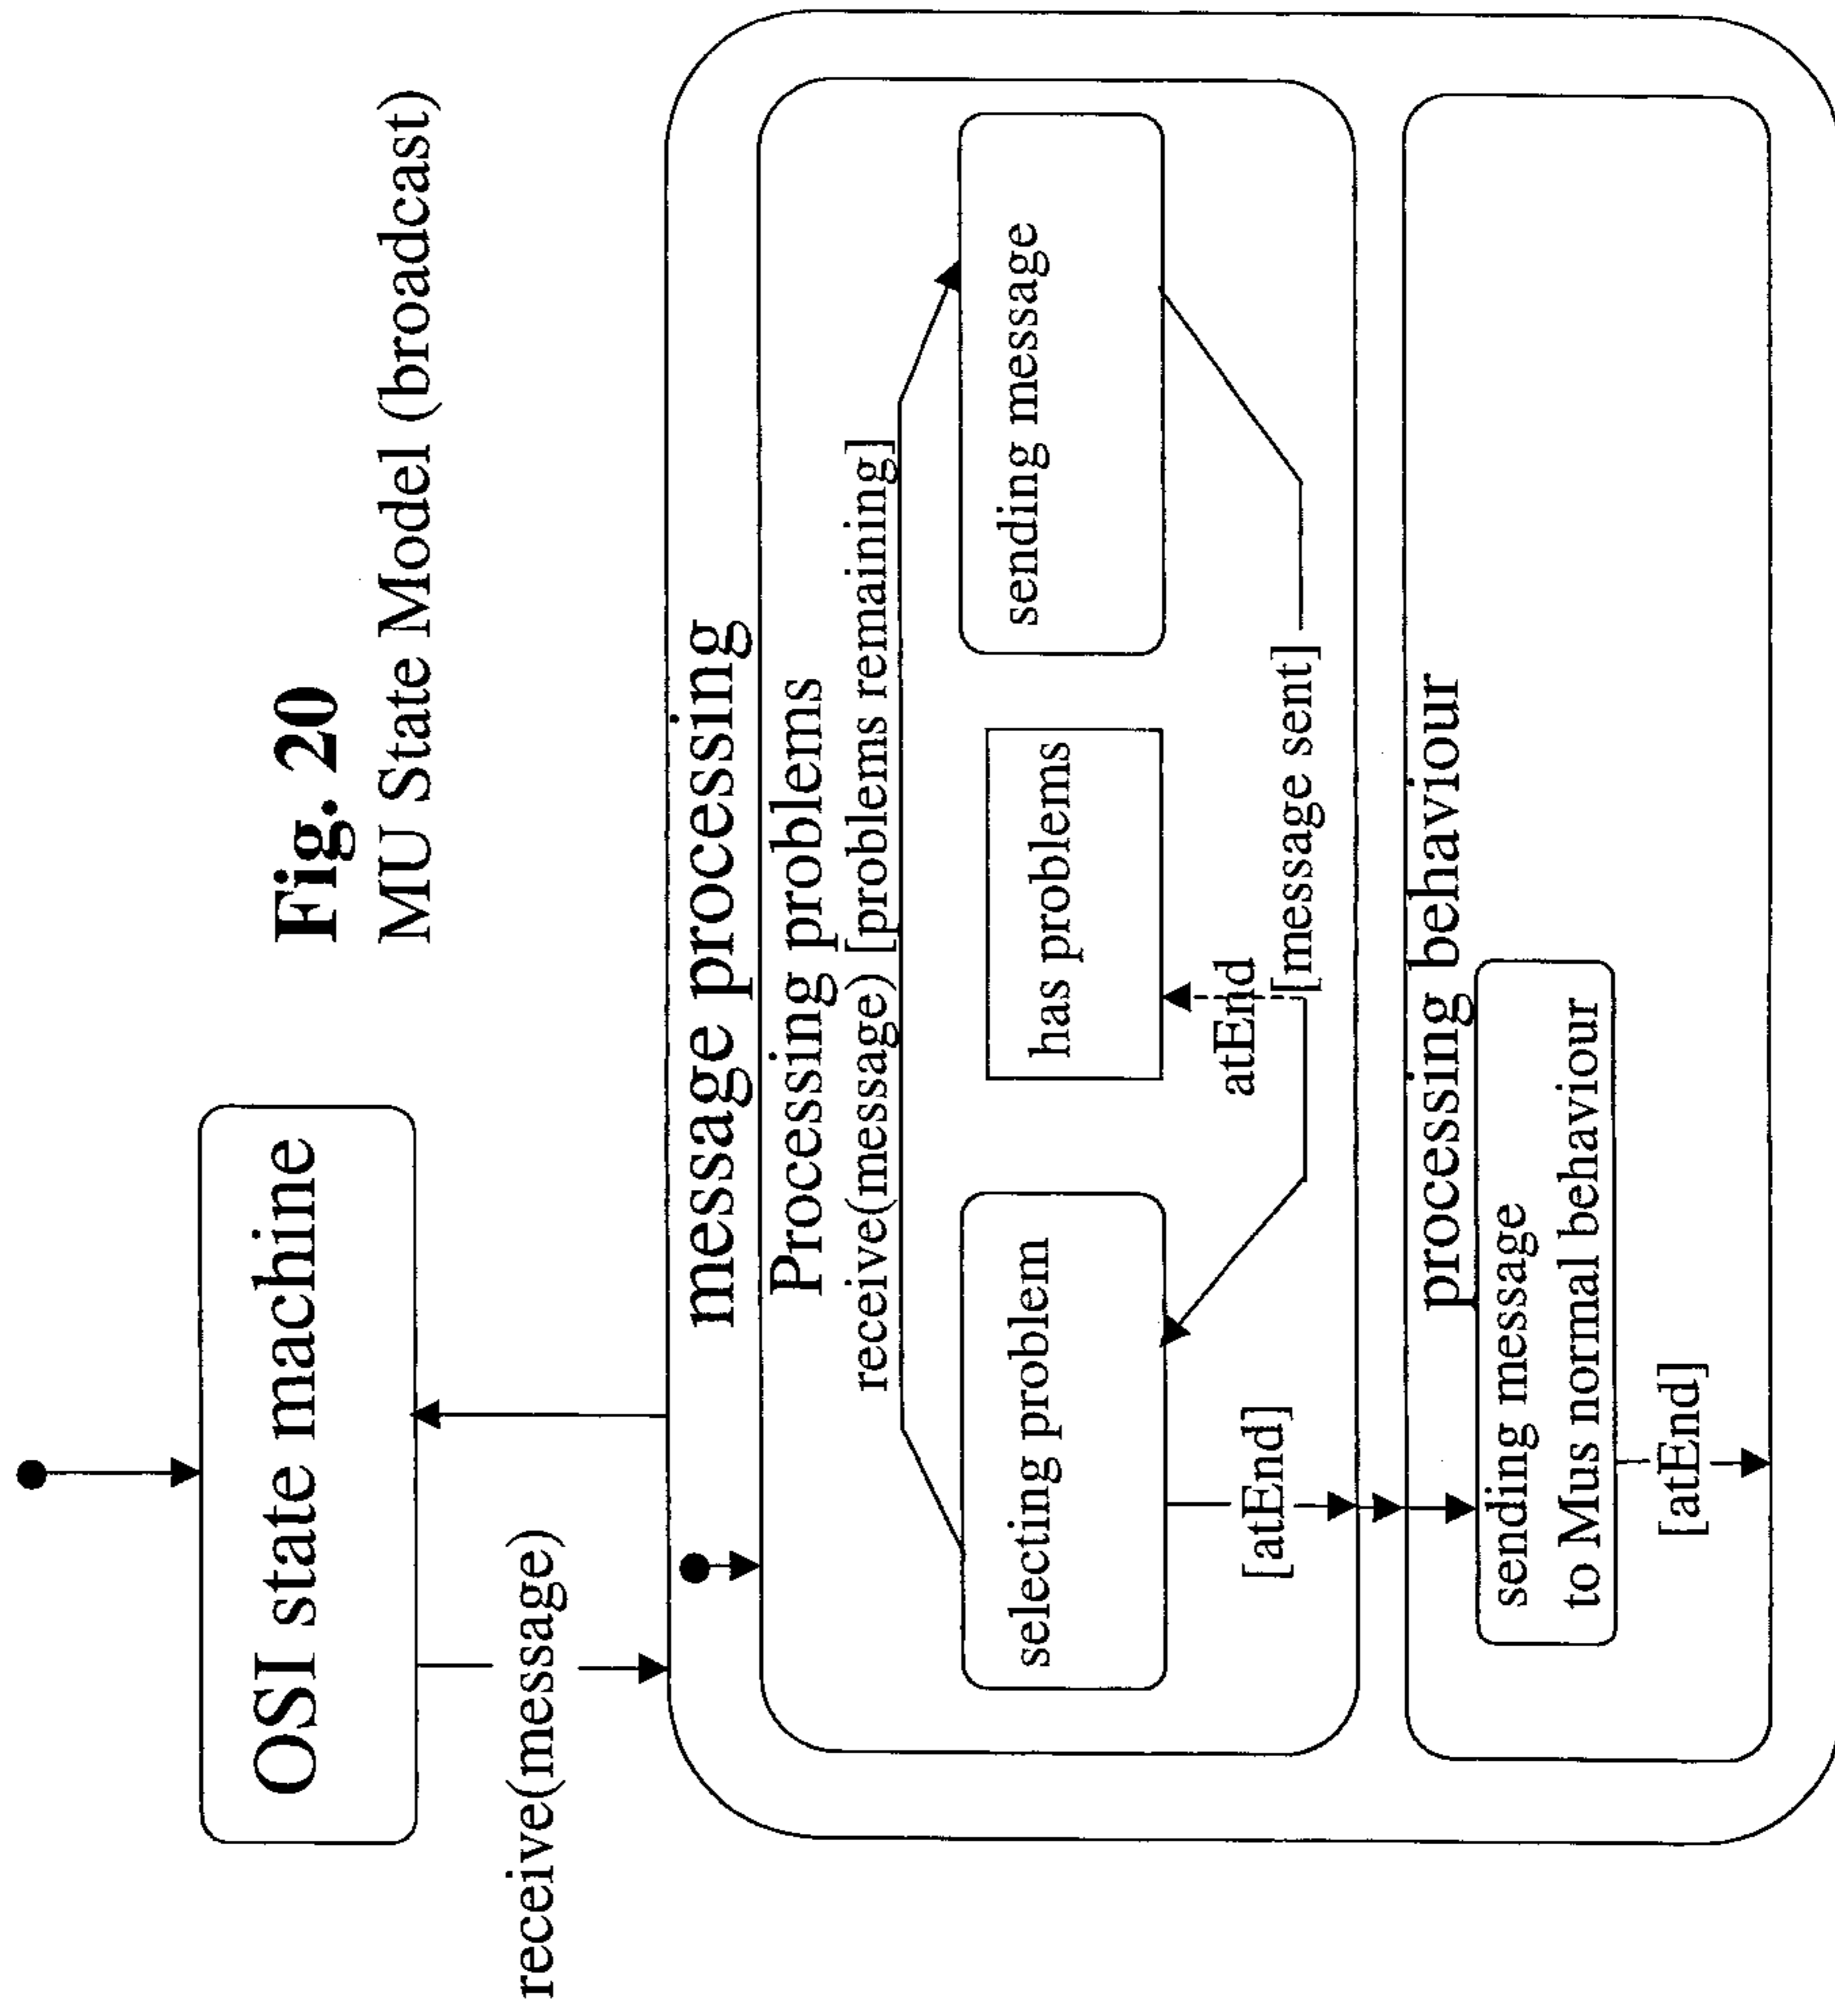 Fig. 20
MU State Model (broadcast)
OSI state machine
receive(message)
message processing
Processing problems
receive(message) [problems remaining]
selecting problem
has problems
sending message
atEnd
[message sent]
[atEnd]
processing behaviour
sending message
to Mus normal behaviour
[atEnd]